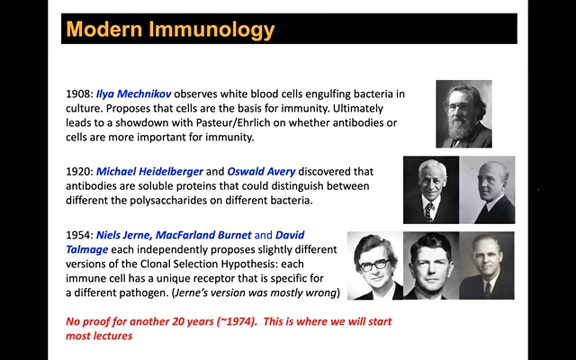 Modern Immunology
1908: Ilya Mechnikov observes white blood cells engulfing bacteria in
culture. Proposes that cells are the basis for immunity. Ultimately
leads to a showdown with Pasteur/Ehrlich on whether antibodies or
cells are more important for immunity.
1920: Michael Heidelberger and Oswald Avery discovered that
antibodies are soluble proteins that could distinguish between
different the polysaccharides on different bacteria.
1954: Niels Jerne, MacFarland Burnet and David
Talmage each independently proposes slightly different
versions of the Clonal Selection Hypothesis: each
immune cell has a unique receptor that is specific for
a different pathogen. (Jerne's version was mostly wrong)
No proof for another 20 years (~1974). This is where we will start
most lectures